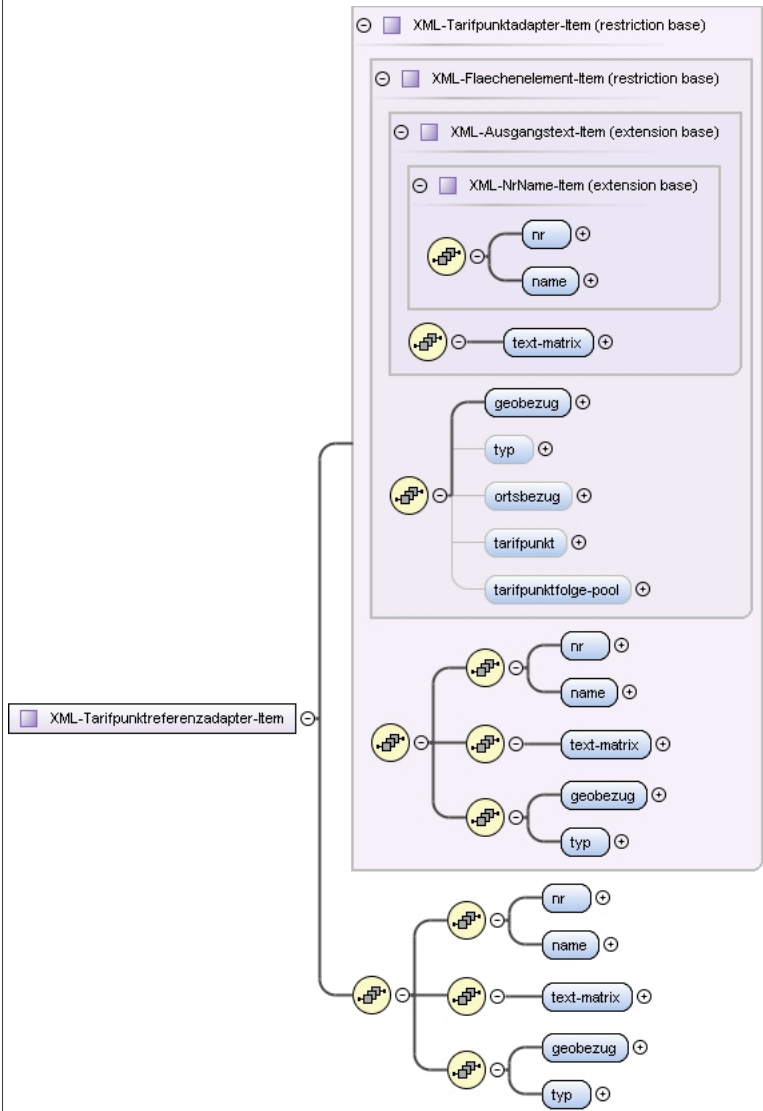 XML-Tarifpunktadapter-Item (restriction base)
XML-Flaechenelement-Item (restriction base)
XML-Ausgangstext-Item (extension base)
XML-NrName-Item (extension base)
nr
name
text-matrix
geobezug
typ
ortsbezug
tarifpunkt
tarifpunktfolge-pool
nr
name
XML-Tarifpunktreferenzadapter-Item
text-matrix
geobezug
typ
nr
name
text-matrix
geobezug
typ